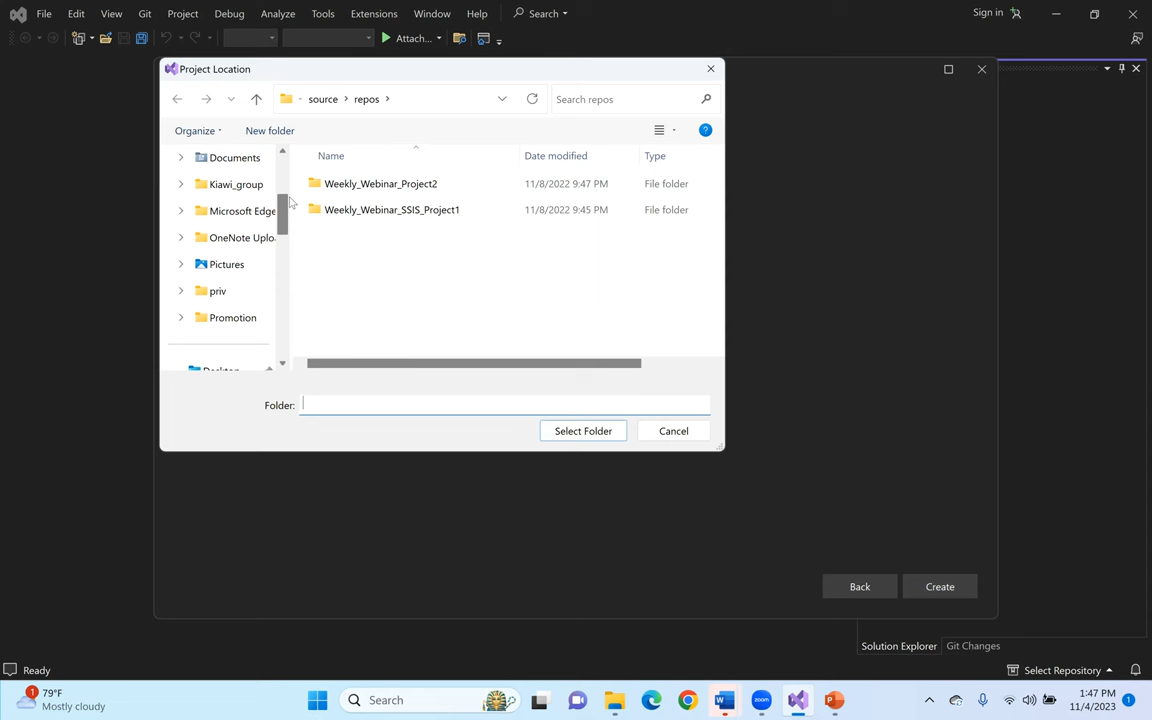 File Edit View Git Project Debug Analyze Tools Extensions Window Help Search Sign in
Attach...
Project Location
source > repos > Search repos
Organize New folder
Name Date modified Type
Documents
Kiawi_group
Microsoft Edge
OneNote Uplo
Pictures
priv
Promotion
Desktop
Weekly_Webinar_Project2 11/8/2022 9:47 PM File folder
Weekly_Webinar_SSIS_Project1 11/8/2022 9:45 PM File folder
Folder:
Select Folder Cancel
Back Create
Solution Explorer Git Changes
Ready Select Repository
1 79°F
Mostly cloudy
Search
1:47 PM
11/4/2023 1